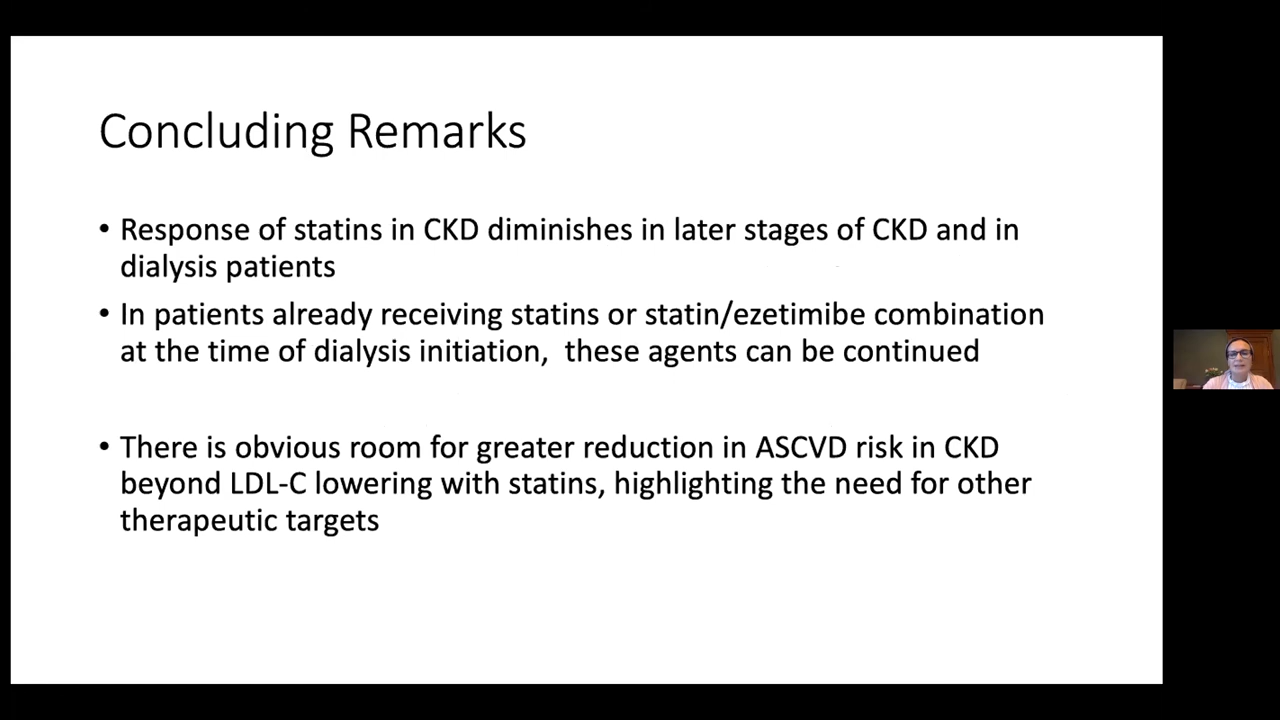 Concluding Remarks
• Response of statins in CKD diminishes in later stages of CKD and in
dialysis patients
• In patients already receiving statins or statin/ezetimibe combination
at the time of dialysis initiation,  these agents can be continued
• There is obvious room for greater reduction in ASCVD risk in CKD
beyond LDL-C lowering with statins, highlighting the need for other
therapeutic targets